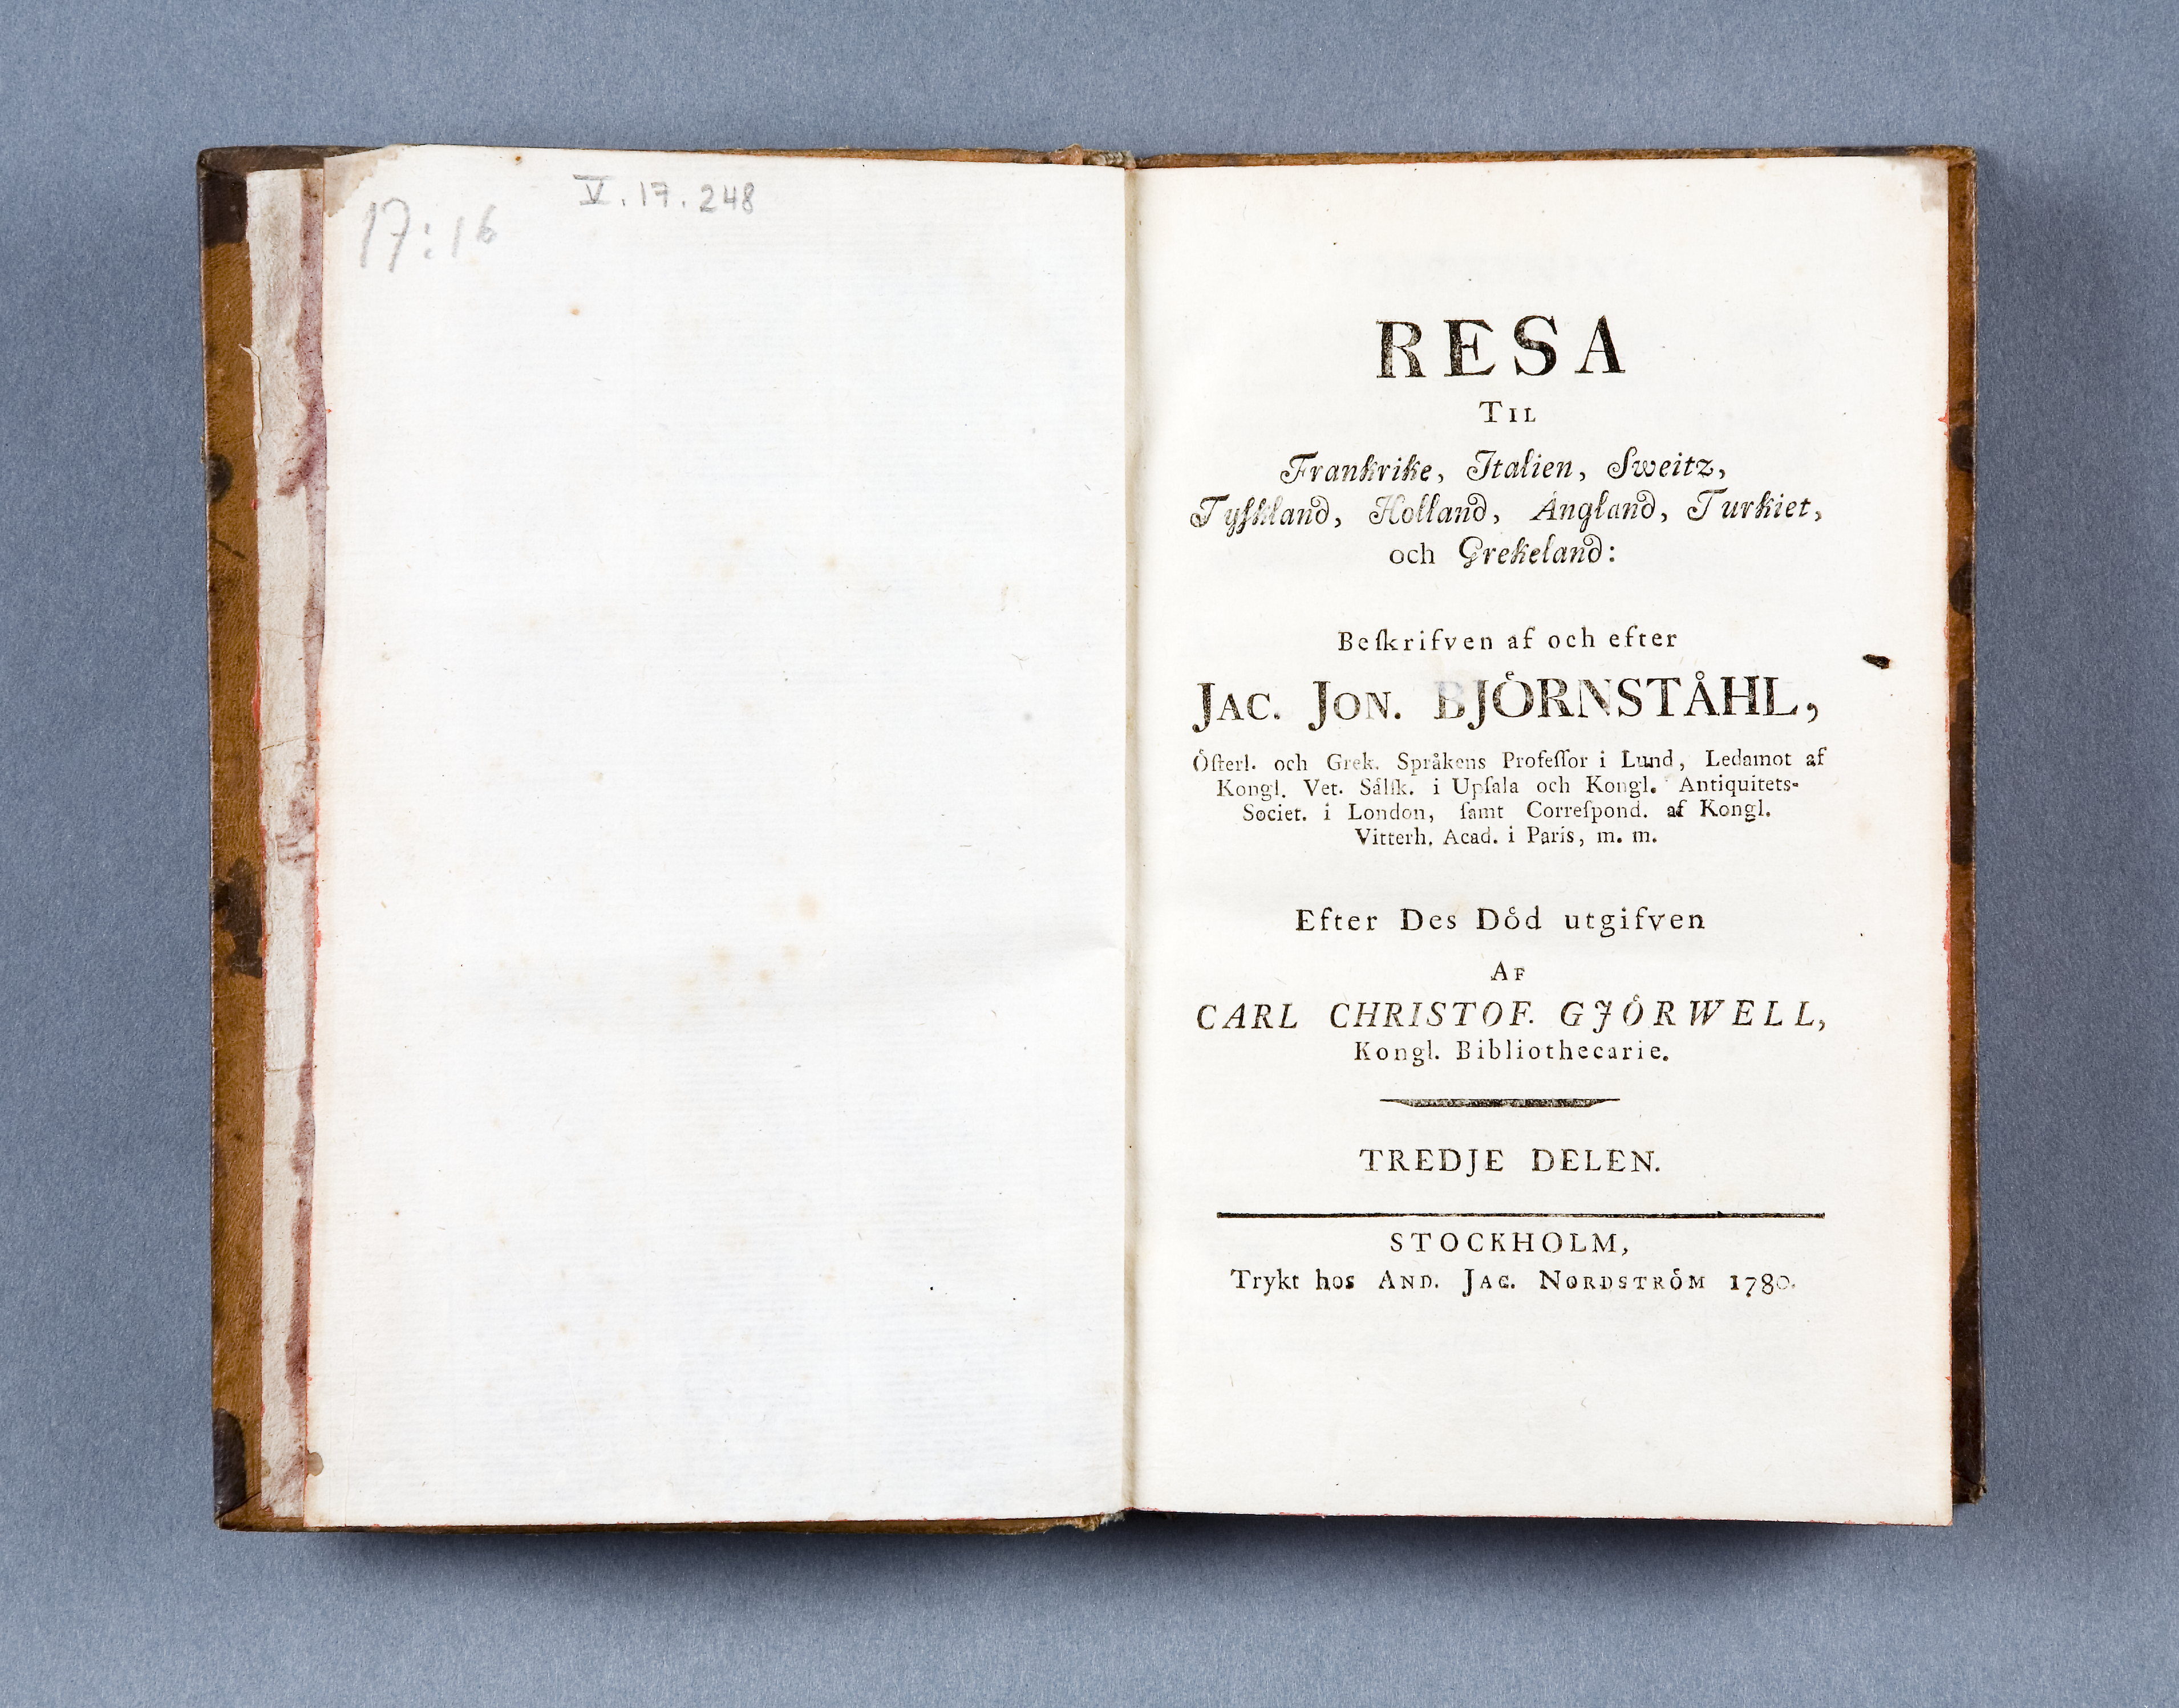 17:16
V. 17. 248
RESA
TIL
Frankrike, Italien, Sweitz,
Tyſkland, Holland, Ångland, Turkiet,
och Grekeland:
Beſkrifven af och efter
JAC. JON. BJÖRNSTÅHL,
Öſterl. och Grek. Språkens Profeſſor i Lund, Ledamot af
Kongl. Vet. Sälſk. i Upſala och Kongl. Antiquitets-
Societ. i London, ſamt Correſpond. af Kongl.
Vitterh. Acad. i Paris, m. m.
Efter Des Död utgifven
AF
CARL CHRISTOF. GJÖRWELL,
Kongl. Bibliothecarie.
TREDJE DELEN.
STOCKHOLM,
Trykt hos AND. JAC. NORDSTRÖM 1780.